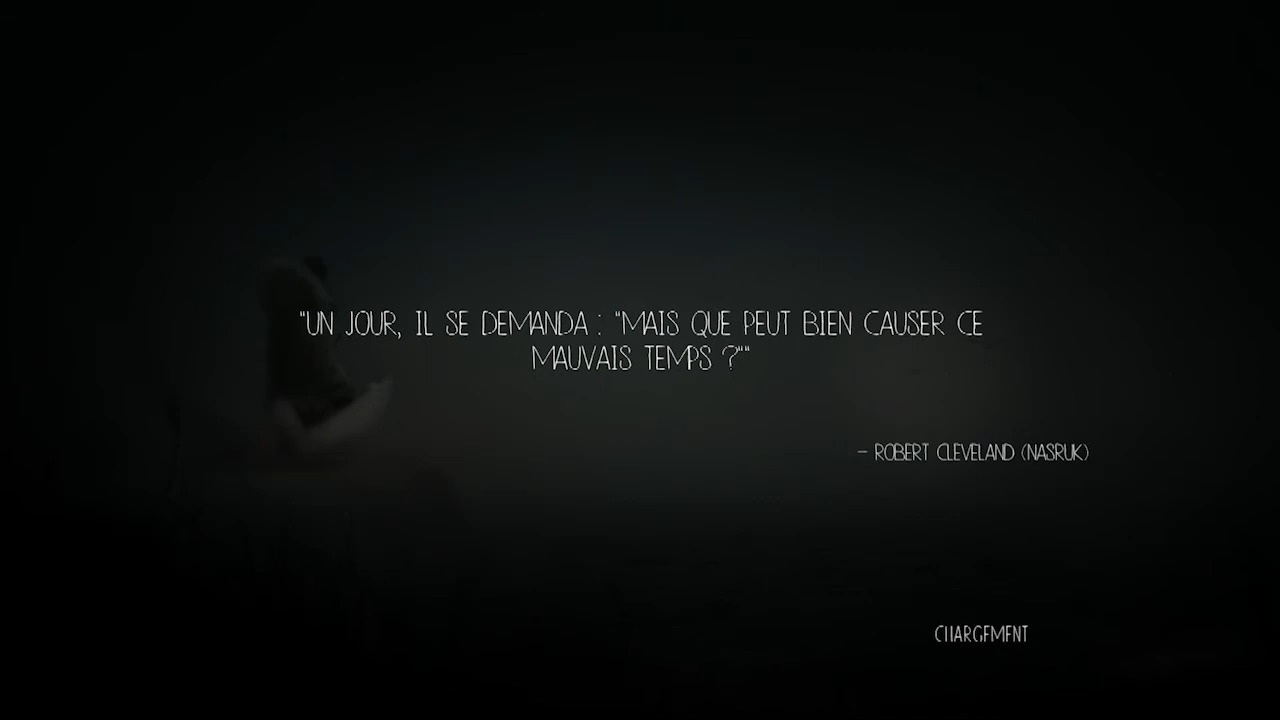 "UN JOUR, IL SE DEMANDA : "MAIS QUE PEUT BIEN CAUSER CE
MAUVAIS TEMPS ?""
- ROBERT CLEVELAND (NASRUK)
CHARGEMENT